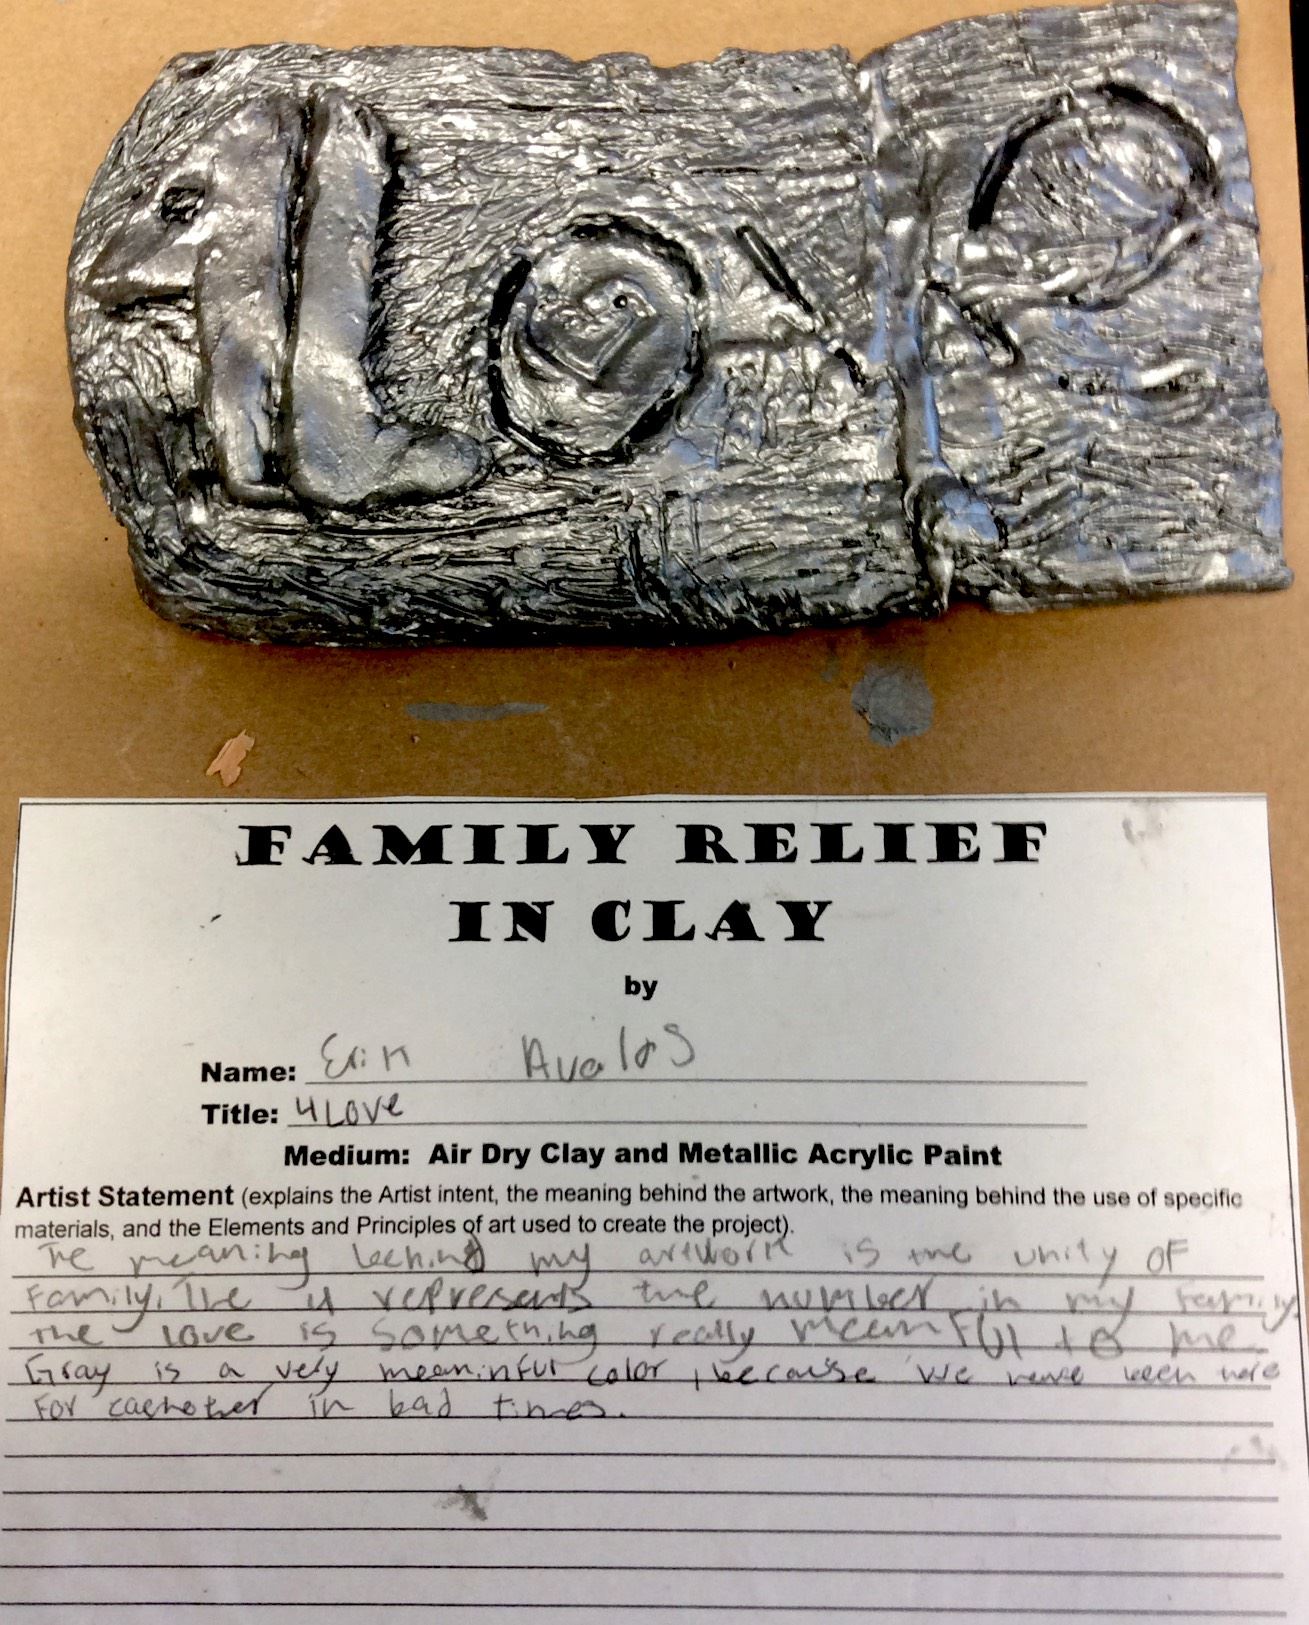 4 LOVE
FAMILY RELIEF
IN CLAY
by
Name: Erik Avalos
Title: 4LOVE
Medium: Air Dry Clay and Metallic Acrylic Paint
Artist Statement (explains the Artist intent, the meaning behind the artwork, the meaning behind the use of specific
materials, and the Elements and Principles of art used to create the project).
The meaning behind my artwork is the unity of
Family. The 4 represents the number in my family.
The love is something really meanful to me.
Gray is a very meaninful color, because we have been here
For eachother in bad times.